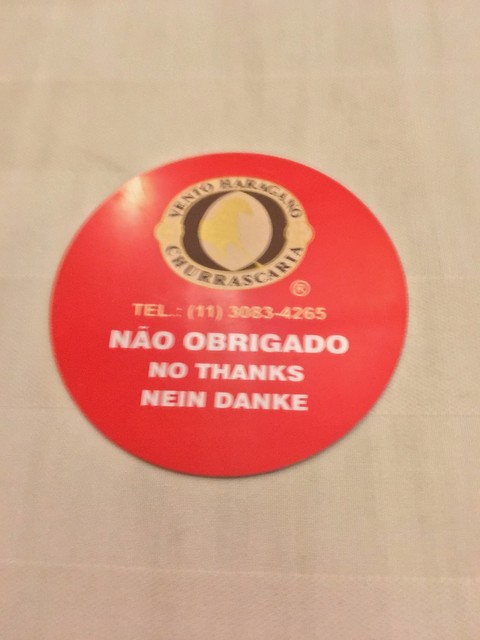 VENTO HARAGANO
CHURRASCARIA
®
TEL.: (11) 3083-4265
NÃO OBRIGADO
NO THANKS
NEIN DANKE